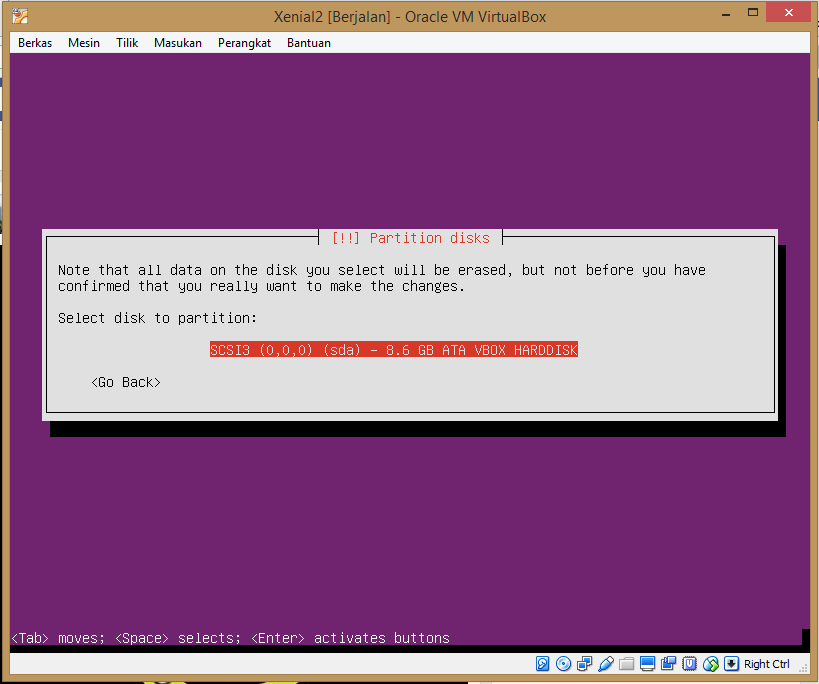 Xenial2 [Berjalan] - Oracle VM VirtualBox
Berkas Mesin Tilik Masukan Perangkat Bantuan
[!!] Partition disks
Note that all data on the disk you select will be erased, but not before you have
confirmed that you really want to make the changes.
Select disk to partition:
SCSI3 (0,0,0) (sda) - 8.6 GB ATA VBOX HARDDISK
<Go Back>
<Tab> moves; <Space> selects; <Enter> activates buttons
Right Ctrl